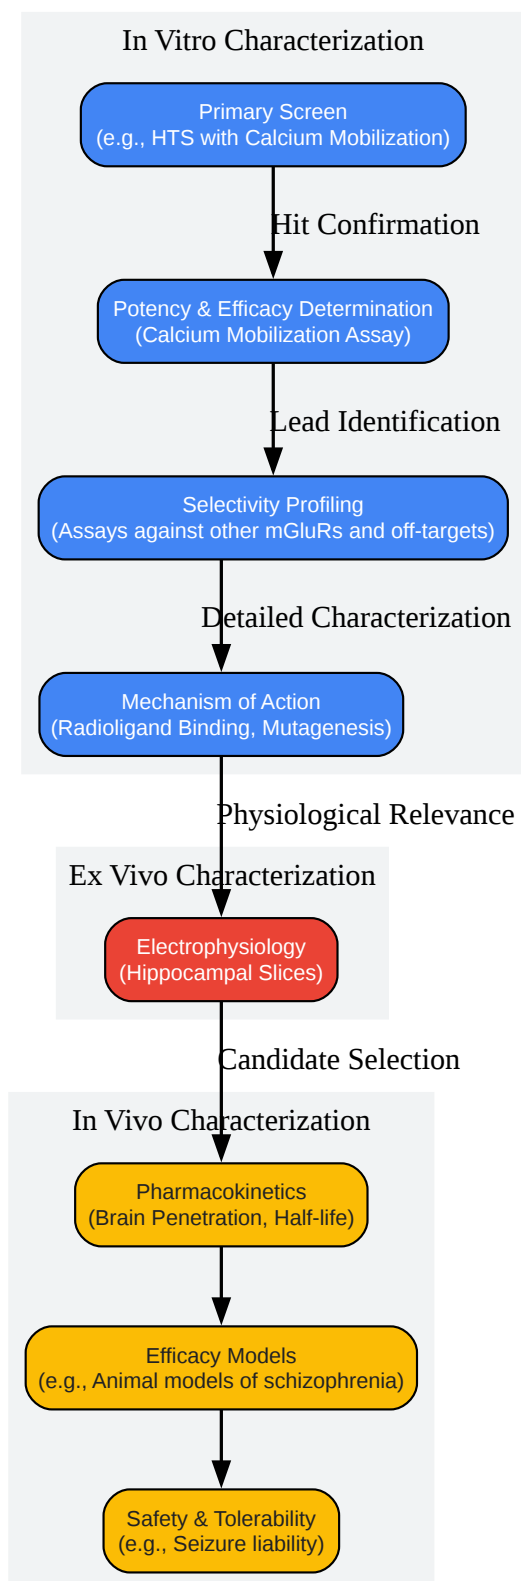 In Vitro Characterization
Primary Screen
(e.g., HTS with Calcium Mobilization)
Hit Confirmation
Potency & Efficacy Determination
(Calcium Mobilization Assay)
Lead Identification
Selectivity Profiling
(Assays against other mGluRs and off-targets)
Detailed Characterization
Mechanism of Action
(Radioligand Binding, Mutagenesis)
Physiological Relevance
Ex Vivo Characterization
Electrophysiology
(Hippocampal Slices)
Candidate Selection
In Vivo Characterization
Pharmacokinetics
(Brain Penetration, Half-life)
Efficacy Models
(e.g., Animal models of schizophrenia)
Safety & Tolerability
(e.g., Seizure liability)